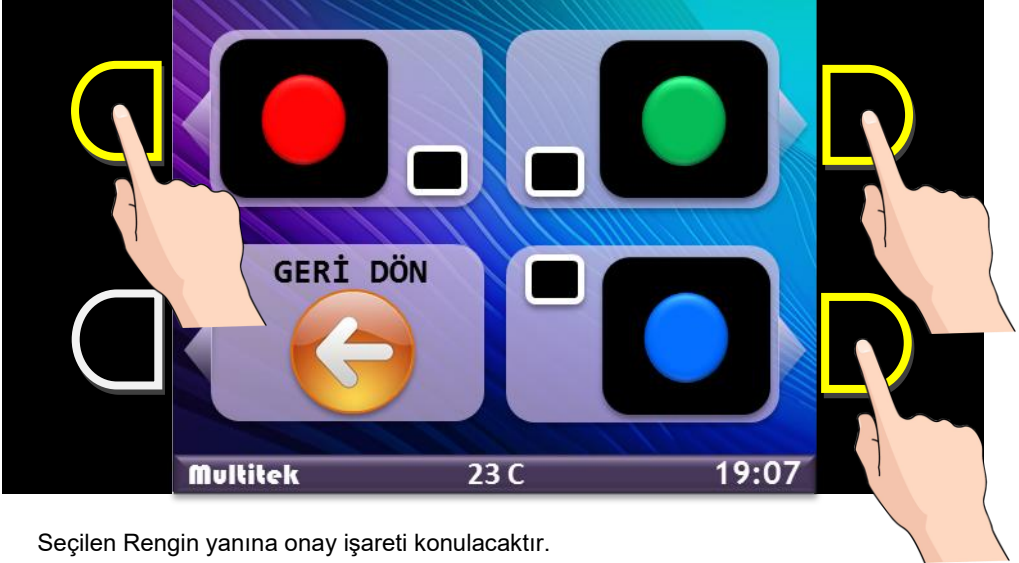 GERİ DÖN
Multitek 23 C 19:07
Seçilen Rengin yanına onay işareti konulacaktır.